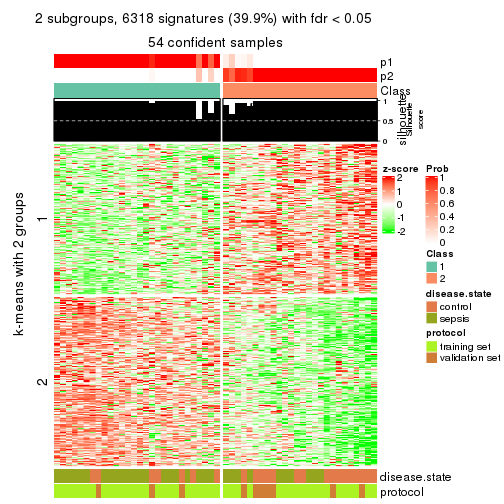 2 subgroups, 6318 signatures (39.9%) with fdr < 0.05
54 confident samples
p1
p2
Class
1
0.5
0
silhouette
Silhouette
score
k-means with 2 groups
1
2
z-score
2
1
0
-1
-2
Prob
1
0.8
0.6
0.4
0.2
0
Class
1
2
disease.state
control
sepsis
protocol
training set
validation set
disease.state
protocol